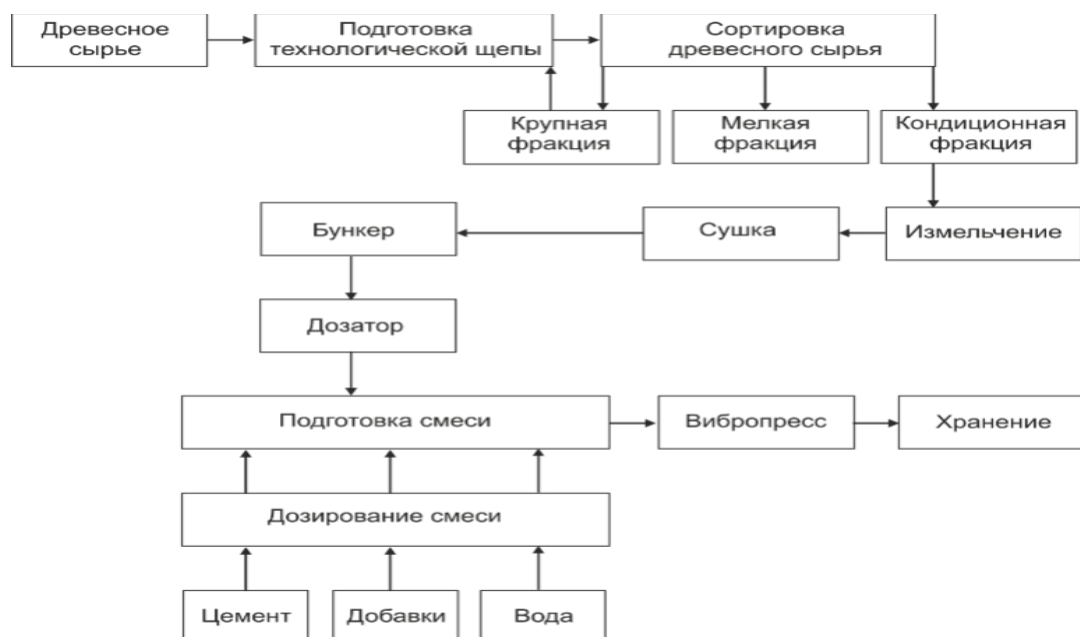 Древесное
сырье
Подготовка
технологической щепы
Сортировка
древесного сырья
Крупная
фракция
Мелкая
фракция
Кондиционная
фракция
Бункер
Сушка
Измельчение
Дозатор
Подготовка смеси
Вибропресс
Хранение
Дозирование смеси
Цемент
Добавки
Вода